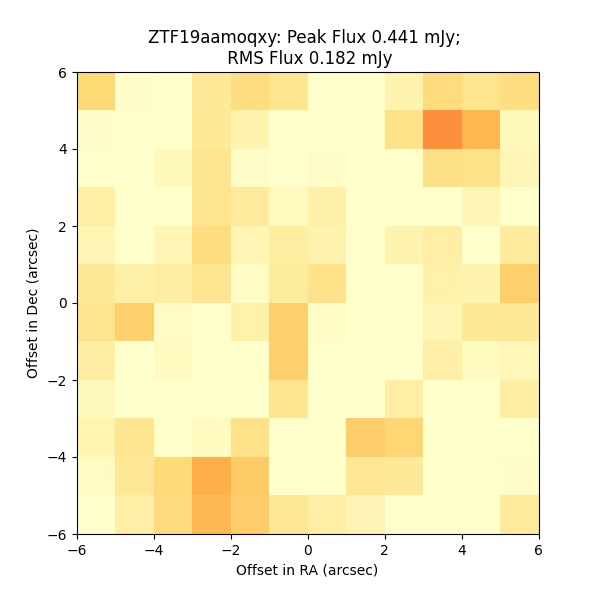 ZTF19aamoqxy: Peak Flux 0.441 mJy;
RMS Flux 0.182 mJy
6
4
2
0
−2
−4
−6
Offset in Dec (arcsec)
−6 −4 −2 0 2 4 6
Offset in RA (arcsec)